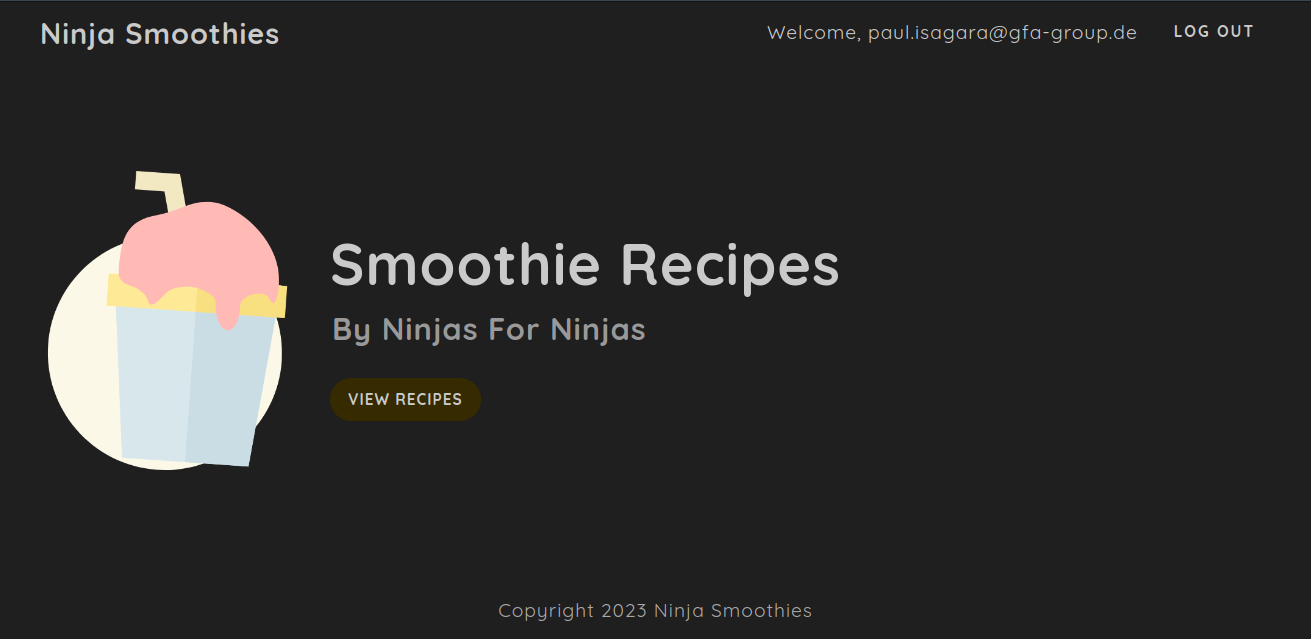 Ninja Smoothies
Welcome, paul.isagara@gfa-group.de
LOG OUT
Smoothie Recipes
By Ninjas For Ninjas
VIEW RECIPES
Copyright 2023 Ninja Smoothies